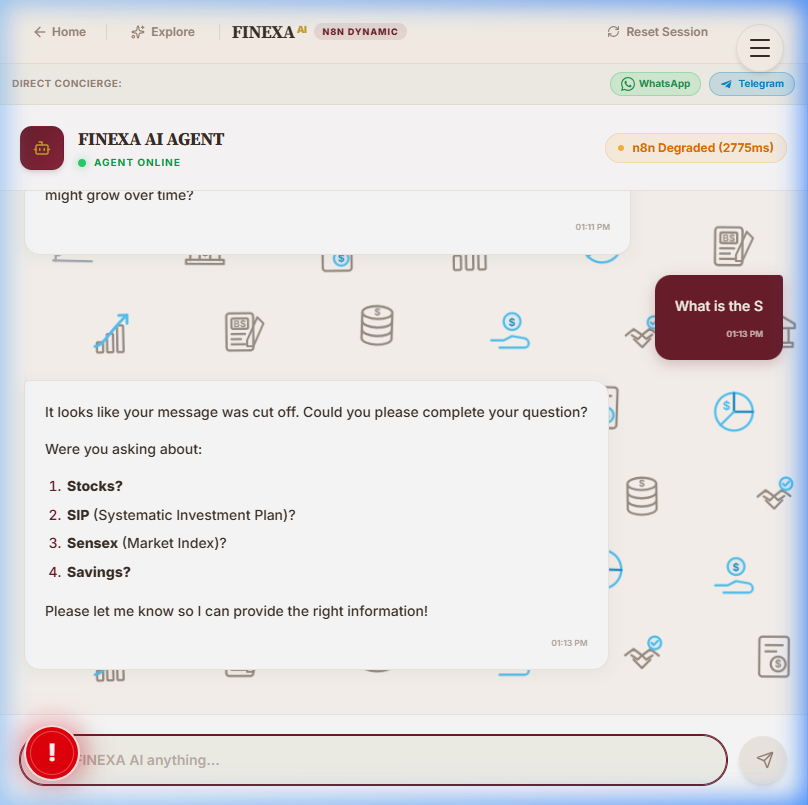 Home
Explore
FINEXA AI
N8N DYNAMIC
Reset Session
DIRECT CONCIERGE:
WhatsApp
Telegram
FINEXA AI AGENT
AGENT ONLINE
n8n Degraded (2775ms)
might grow over time?
01:11 PM
What is the S
01:13 PM
It looks like your message was cut off. Could you please complete your question?
Were you asking about:
1. Stocks?
2. SIP (Systematic Investment Plan)?
3. Sensex (Market Index)?
4. Savings?
Please let me know so I can provide the right information!
01:13 PM
!
FINEXA AI anything...